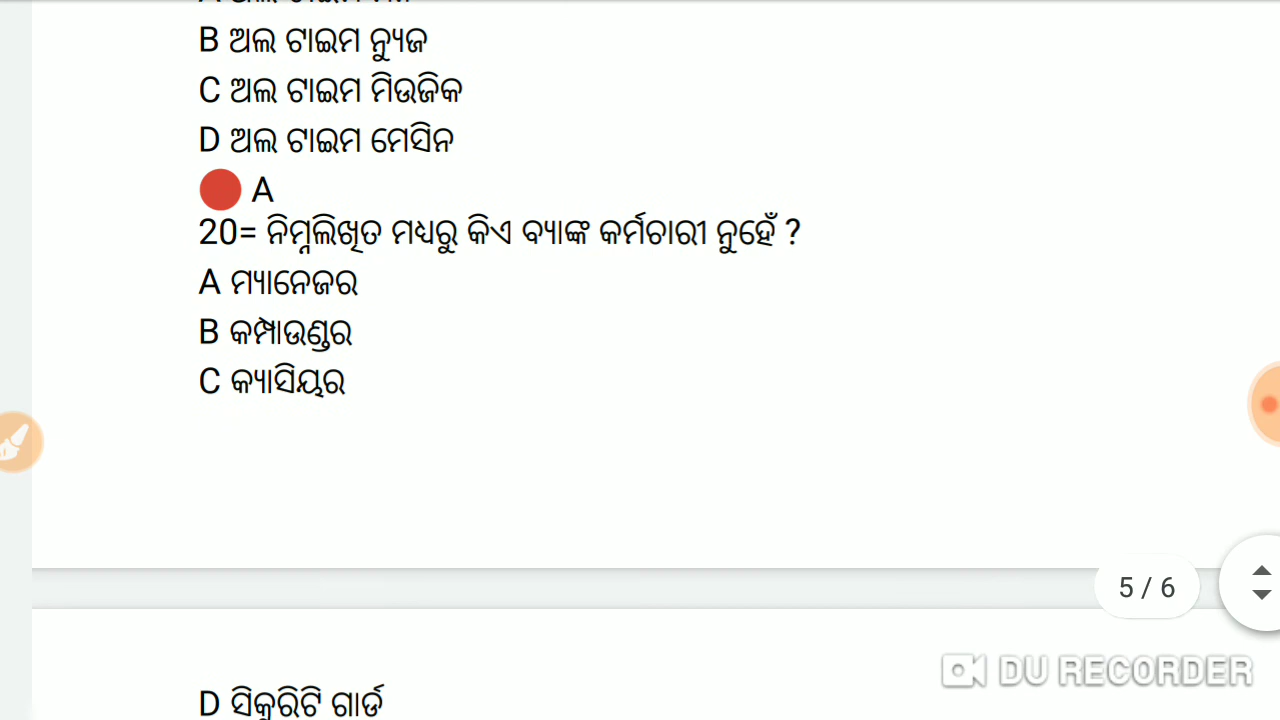 B ଅଲ ଟାଇମ ନ୍ୟୁଜ
C ଅଲ ଟାଇମ ମିଉଜିକ
D ଅଲ ଟାଇମ ମେସିନ
A
20= ନିମ୍ନଲିଖିତ ମଧ୍ୟରୁ କିଏ ବ୍ୟାଙ୍କ କର୍ମଚାରୀ ନୁହେଁ ?
A ମ୍ୟାନେଜର
B କମ୍ପାଉଣ୍ଡର
C କ୍ୟାସିୟର
5 / 6
DU RECORDER
D ସିକ୍ୟୁରିଟି ଗାର୍ଡ